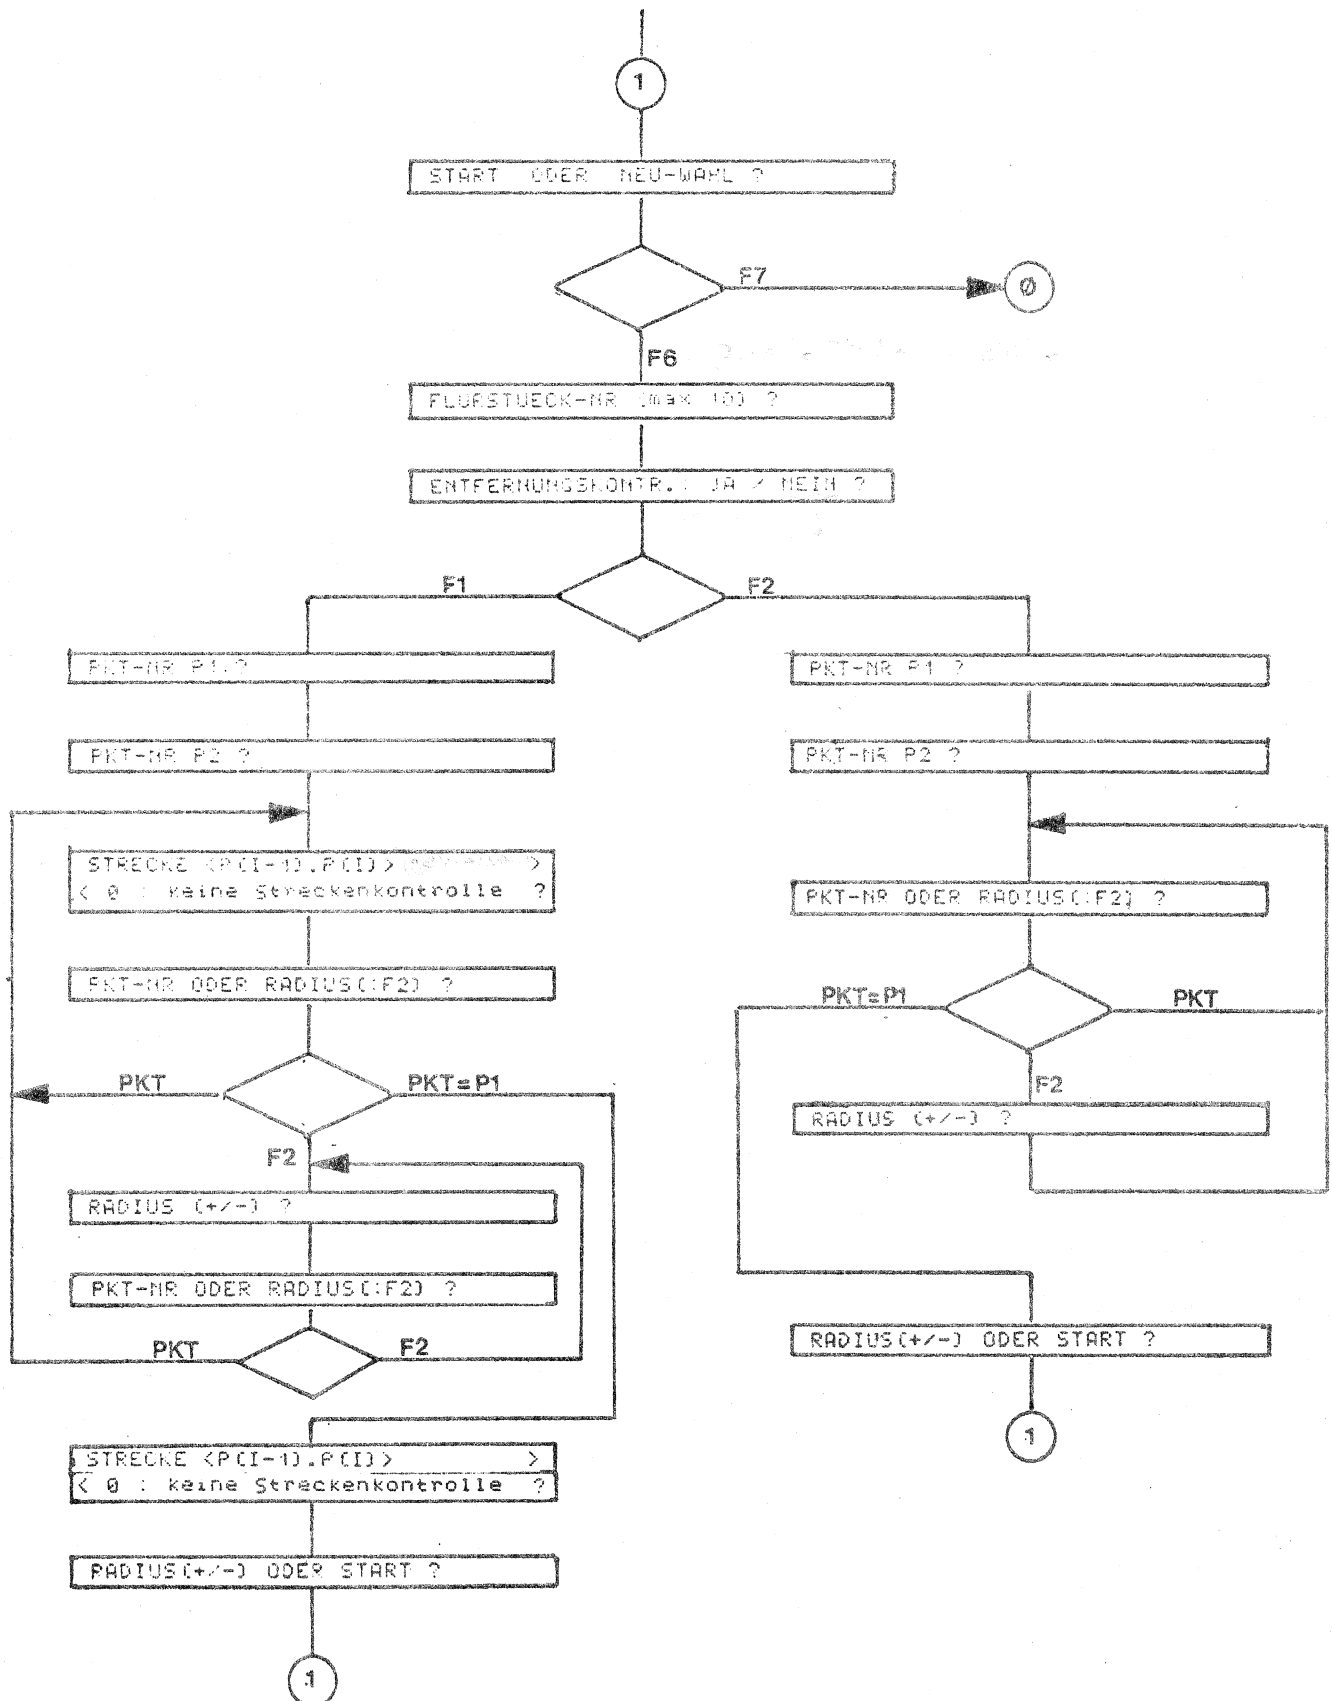 1
START ODER NEU-WAHL ?
F7
Ø
F6
FLURSTUECK-NR (max 10) ?
ENTFERNUNGSKONTR.: JA / NEIN ?
F1
F2
PKT-NR P1 ?
PKT-NR P2 ?
STRECKE <P(I-1).P(I)> >
< 0 : keine Streckenkontrolle ?
PKT-NR ODER RADIUS(:F2) ?
PKT
PKT=P1
F2
RADIUS (+/-) ?
PKT-NR ODER RADIUS(:F2) ?
PKT
F2
STRECKE <P(I-1).P(I)> >
< 0 : keine Streckenkontrolle ?
RADIUS(+/-) ODER START ?
1
PKT-NR P1 ?
PKT-NR P2 ?
PKT-NR ODER RADIUS(:F2) ?
PKT=P1
PKT
F2
RADIUS (+/-) ?
RADIUS(+/-) ODER START ?
1